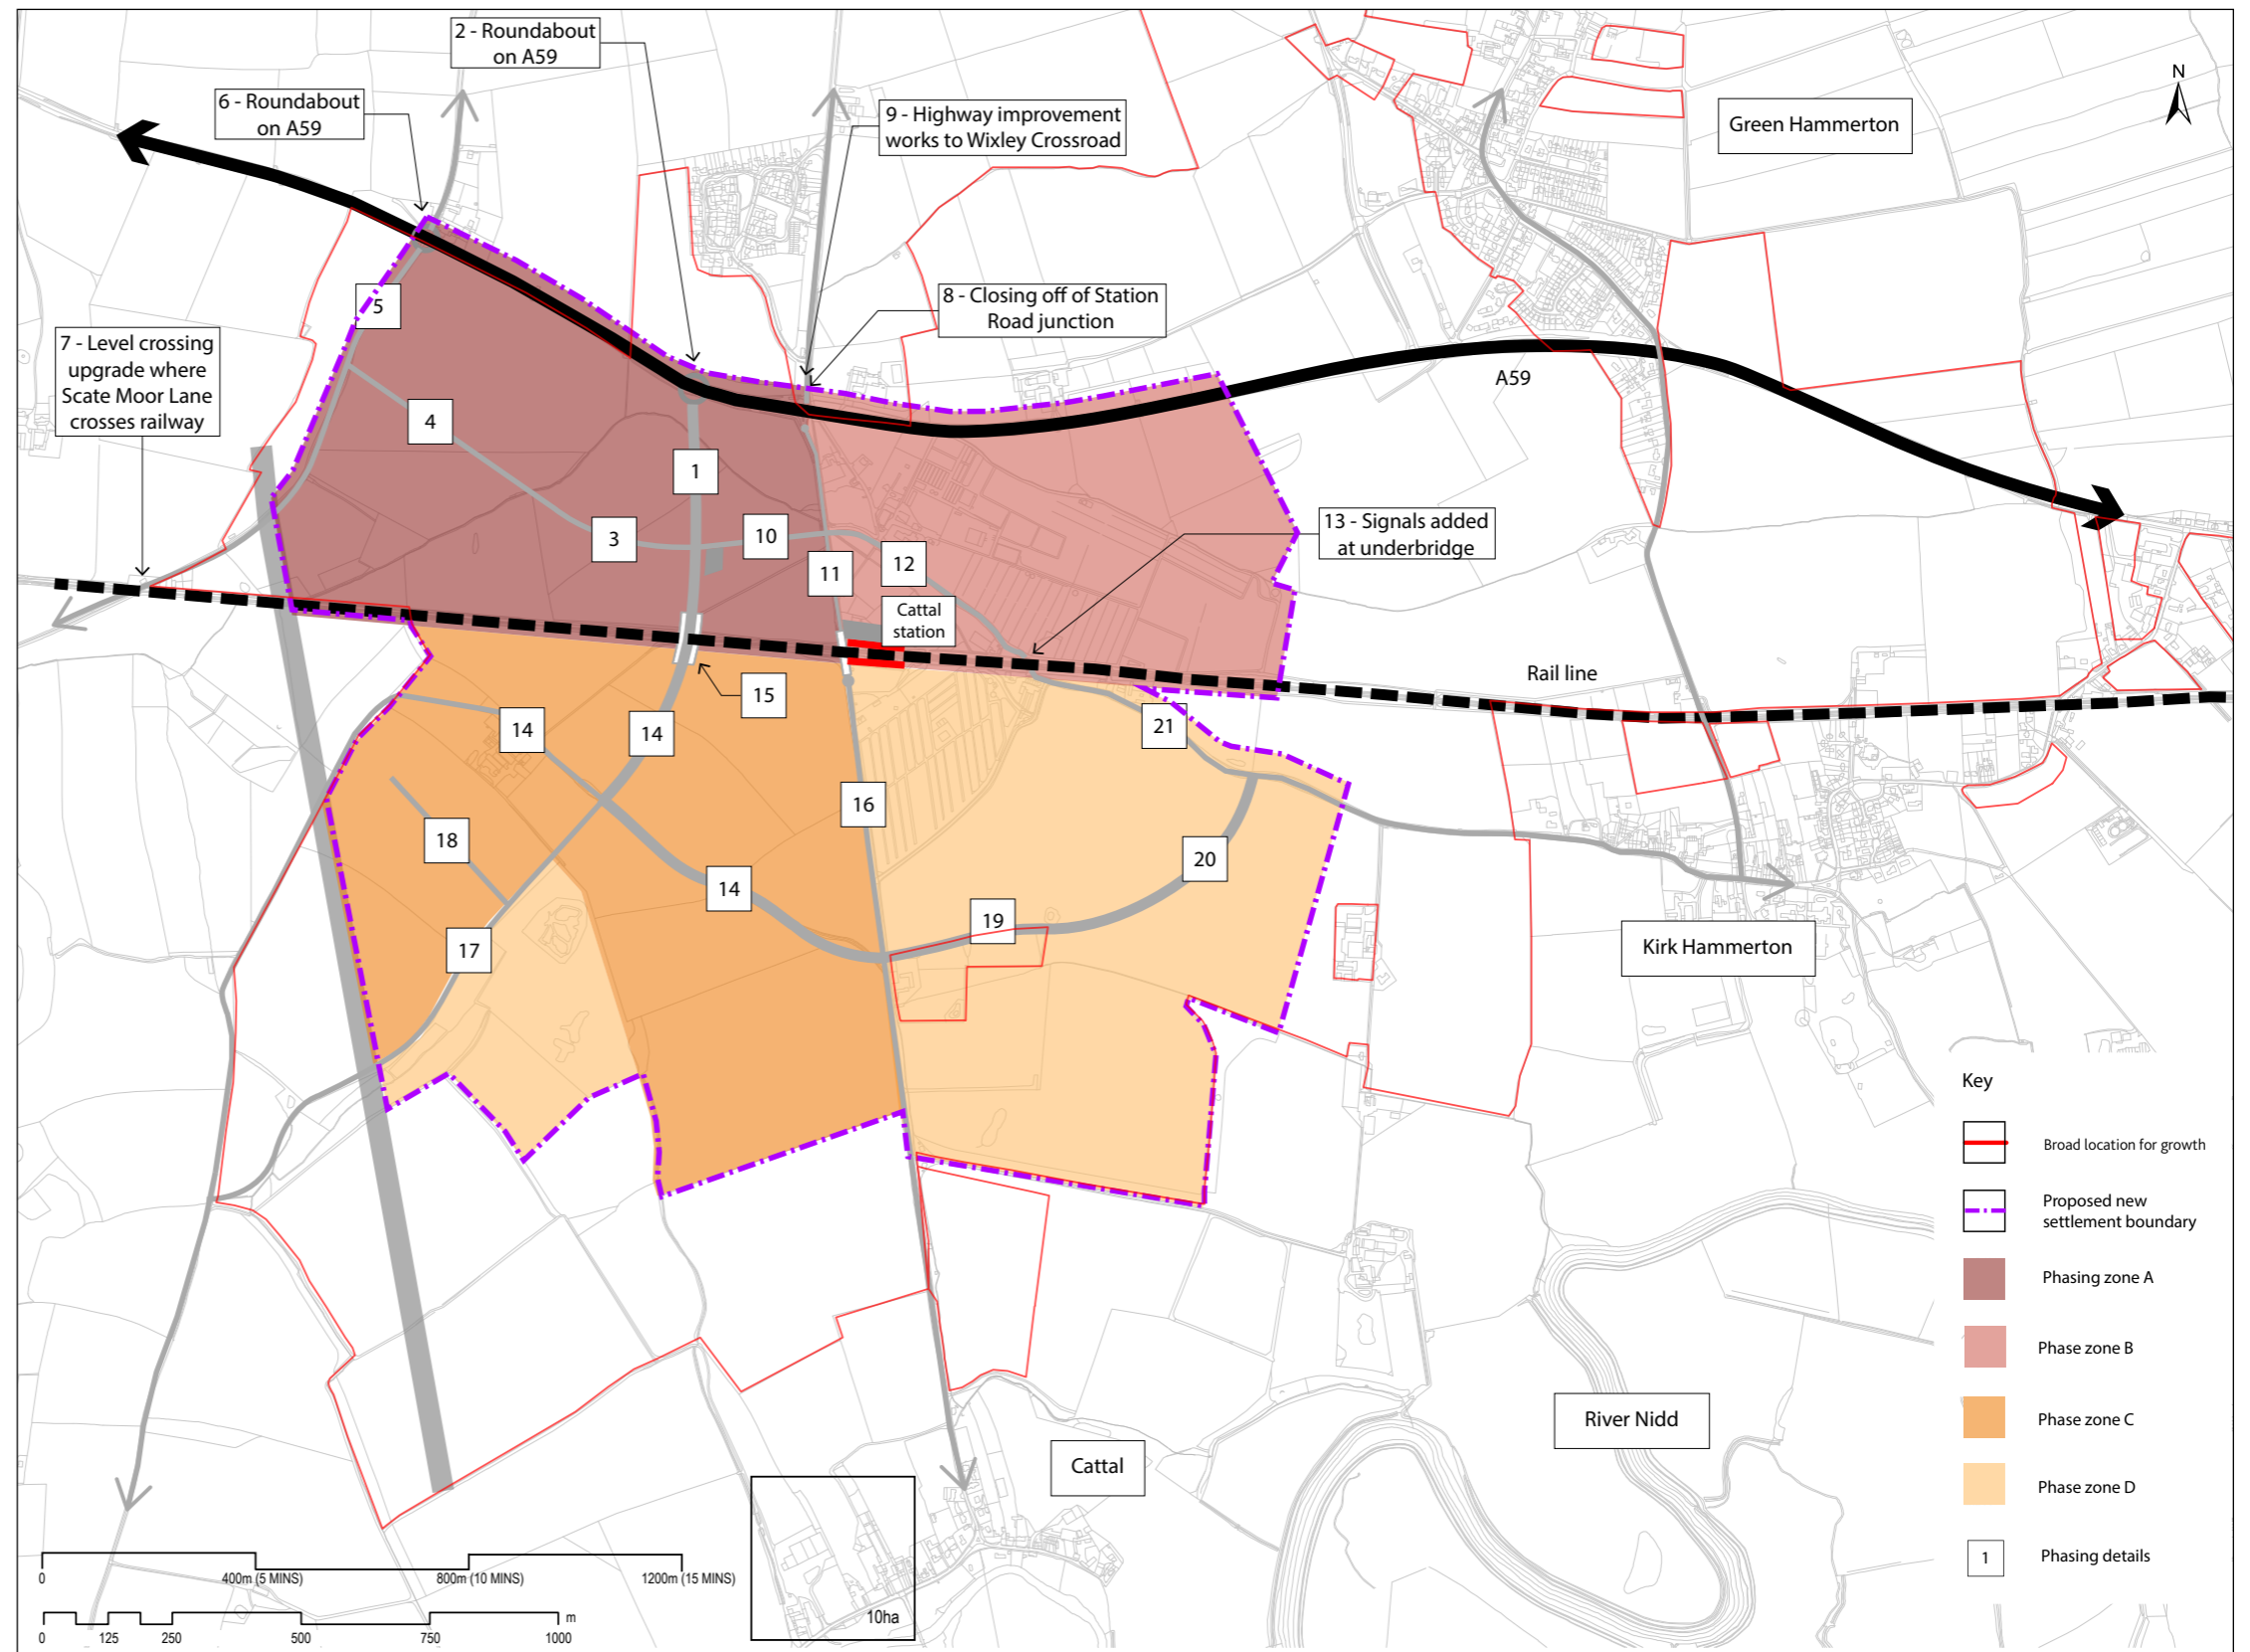 2 - Roundabout
on A59
6 - Roundabout
on A59
9 - Highway improvement
works to Wixley Crossroad
Green Hammerton
N
8 - Closing off of Station
Road junction
5
7 - Level crossing
upgrade where
Scate Moor Lane
crosses railway
A59
4
1
13 - Signals added
at underbridge
3
10
11
12
Cattal
station
Rail line
15
14
14
21
16
18
20
14
19
17
Kirk Hammerton
Key
Broad location for growth
Proposed new
settlement boundary
Phasing zone A
Phase zone B
Phase zone C
Phase zone D
1
Phasing details
River Nidd
Cattal
0
400m (5 MINS)
800m (10 MINS)
1200m (15 MINS)
m
0
125
250
500
750
1000
10ha